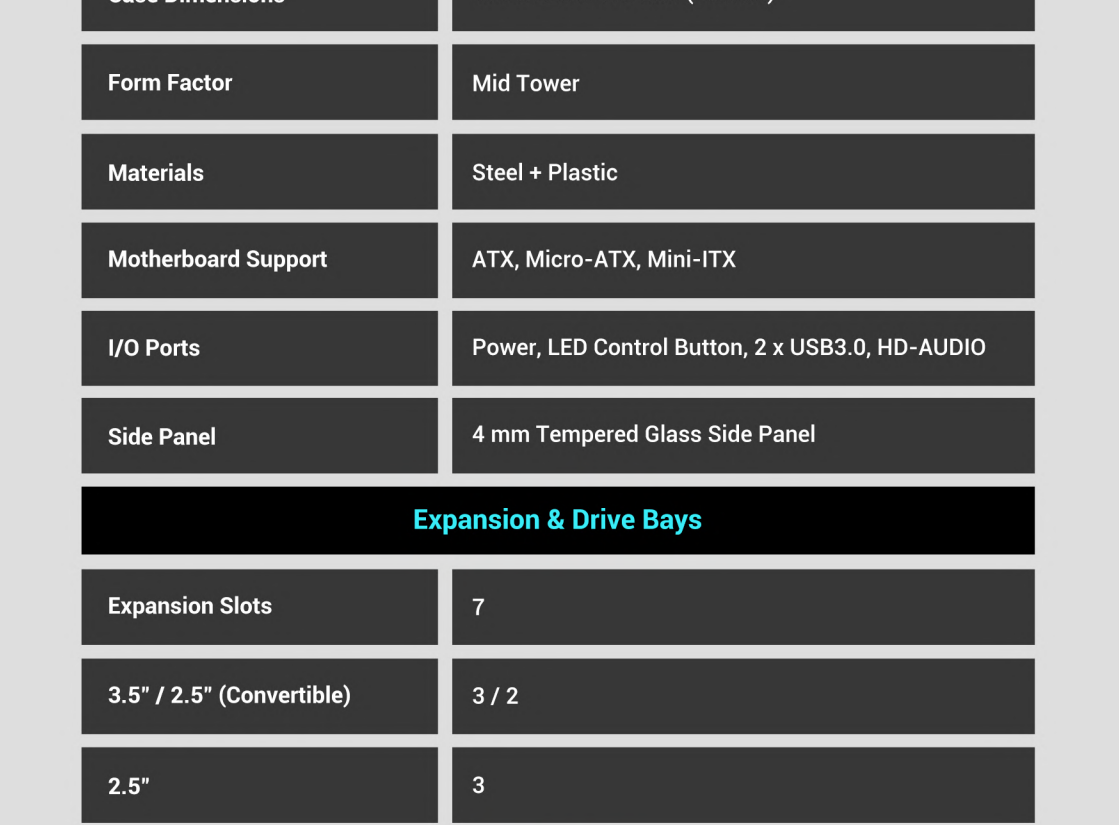 Case Dimensions
Form Factor
Mid Tower
Materials
Steel + Plastic
Motherboard Support
ATX, Micro-ATX, Mini-ITX
I/O Ports
Power, LED Control Button, 2 x USB3.0, HD-AUDIO
Side Panel
4 mm Tempered Glass Side Panel
Expansion & Drive Bays
Expansion Slots
7
3.5" / 2.5" (Convertible)
3 / 2
2.5"
3